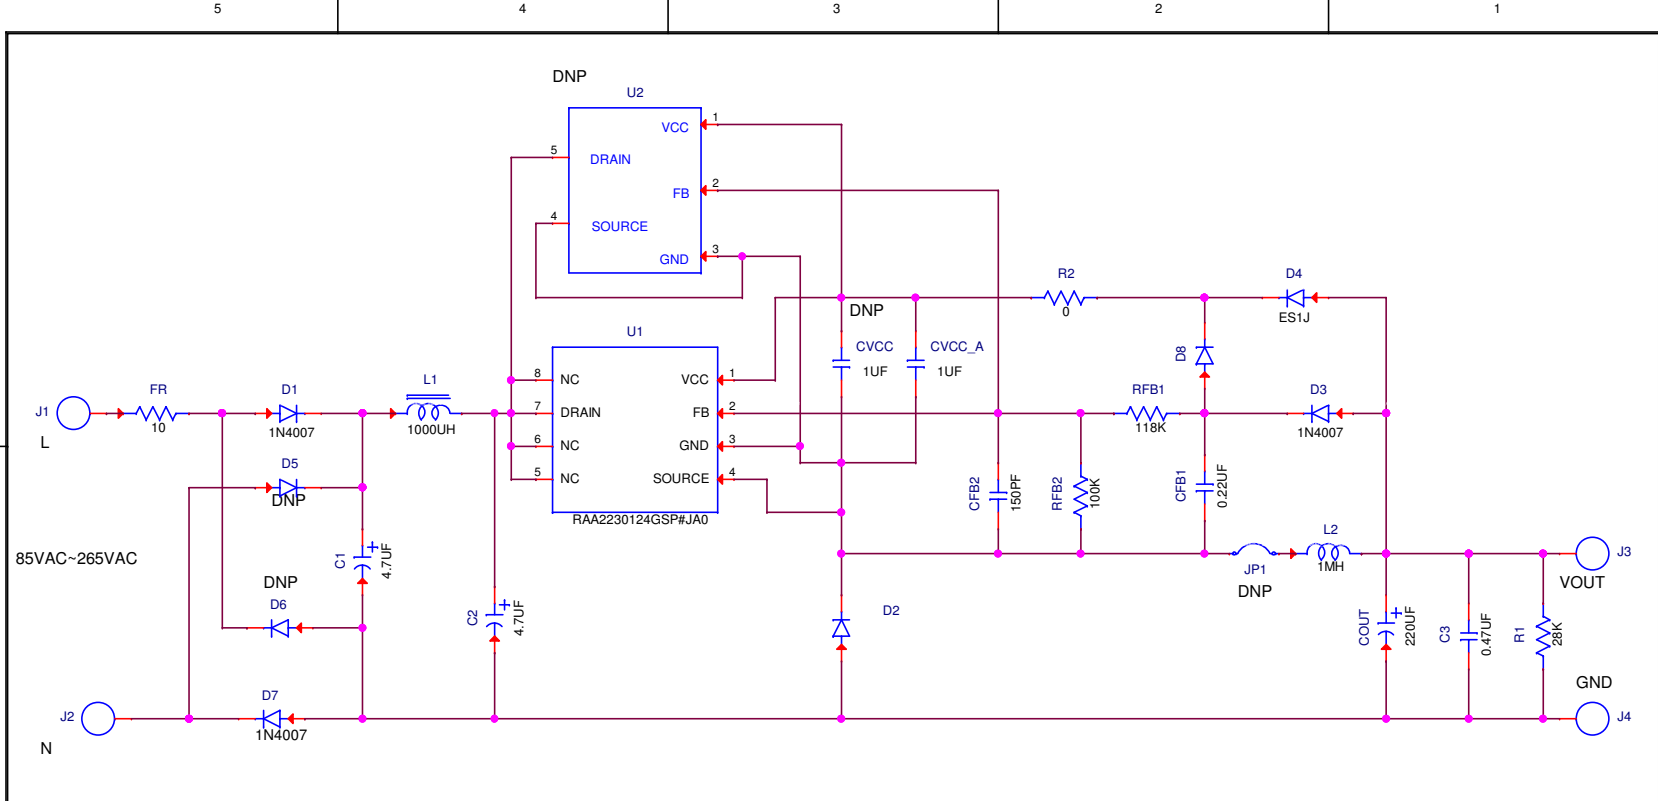 5 4 3 2 1
DNP
U2
VCC 1
5 DRAIN
FB 2
4 SOURCE
GND 3
R2
0
D4
ES1J
DNP
U1
CVCC
1UF
CVCC_A
1UF
D8
8 NC
VCC 1
7 DRAIN
FB 2
6 NC
GND 3
5 NC
SOURCE 4
RAA2230124GSP#JA0
J1
L
FR
10
D1
1N4007
L1
1000UH
RFB1
118K
D3
1N4007
D5
DNP
CFB2
150PF
RFB2
100K
CFB1
0.22UF
85VAC~265VAC
C1
4.7UF
DNP
D6
C2
4.7UF
D2
JP1
DNP
L2
1MH
J3
VOUT
COUT
220UF
C3
0.47UF
R1
28K
GND
J4
J2
N
D7
1N4007